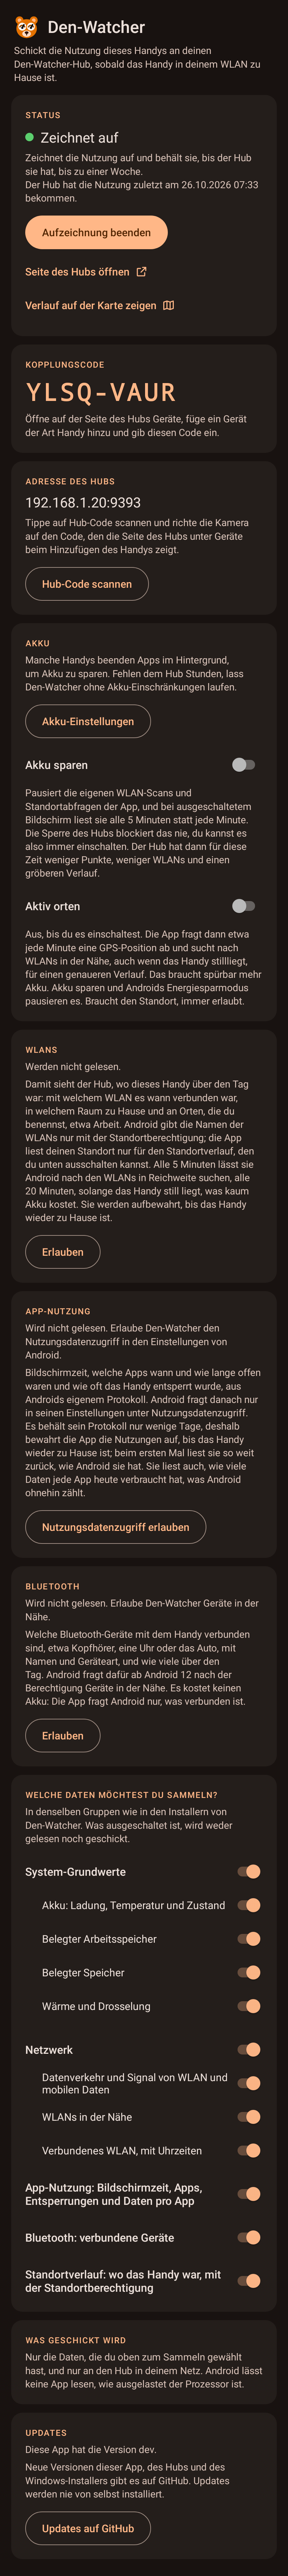 Den-Watcher
Schickt die Nutzung dieses Handys an deinen
Den-Watcher-Hub, sobald das Handy in deinem WLAN zu
Hause ist.
STATUS
Zeichnet auf
Zeichnet die Nutzung auf und behält sie, bis der Hub
sie hat, bis zu einer Woche.
Der Hub hat die Nutzung zuletzt am 26.10.2026 07:33
bekommen.
Aufzeichnung beenden
Seite des Hubs öffnen
Verlauf auf der Karte zeigen
KOPPLUNGSCODE
YLSQ-VAUR
Öffne auf der Seite des Hubs Geräte, füge ein Gerät
der Art Handy hinzu und gib diesen Code ein.
ADRESSE DES HUBS
192.168.1.20:9393
Tippe auf Hub-Code scannen und richte die Kamera
auf den Code, den die Seite des Hubs unter Geräte
beim Hinzufügen des Handys zeigt.
Hub-Code scannen
AKKU
Manche Handys beenden Apps im Hintergrund,
um Akku zu sparen. Fehlen dem Hub Stunden, lass
Den-Watcher ohne Akku-Einschränkungen laufen.
Akku-Einstellungen
Akku sparen
Pausiert die eigenen WLAN-Scans und
Standortabfragen der App, und bei ausgeschaltetem
Bildschirm liest sie alle 5 Minuten statt jede Minute.
Die Sperre des Hubs blockiert das nie, du kannst es
also immer einschalten. Der Hub hat dann für diese
Zeit weniger Punkte, weniger WLANs und einen
gröberen Verlauf.
Aktiv orten
Aus, bis du es einschaltest. Die App fragt dann etwa
jede Minute eine GPS-Position ab und sucht nach
WLANs in der Nähe, auch wenn das Handy stillliegt,
für einen genaueren Verlauf. Das braucht spürbar mehr
Akku. Akku sparen und Androids Energiesparmodus
pausieren es. Braucht den Standort, immer erlaubt.
WLANS
Werden nicht gelesen.
Damit sieht der Hub, wo dieses Handy über den Tag
war: mit welchem WLAN es wann verbunden war,
in welchem Raum zu Hause und an Orten, die du
benennst, etwa Arbeit. Android gibt die Namen der
WLANs nur mit der Standortberechtigung; die App
liest deinen Standort nur für den Standortverlauf, den
du unten ausschalten kannst. Alle 5 Minuten lässt sie
Android nach den WLANs in Reichweite suchen, alle
20 Minuten, solange das Handy still liegt, was kaum
Akku kostet. Sie werden aufbewahrt, bis das Handy
wieder zu Hause ist.
Erlauben
APP-NUTZUNG
Wird nicht gelesen. Erlaube Den-Watcher den
Nutzungsdatenzugriff in den Einstellungen von
Android.
Bildschirmzeit, welche Apps wann und wie lange offen
waren und wie oft das Handy entsperrt wurde, aus
Androids eigenem Protokoll. Android fragt danach nur
in seinen Einstellungen unter Nutzungsdatenzugriff.
Es behält sein Protokoll nur wenige Tage, deshalb
bewahrt die App die Nutzungen auf, bis das Handy
wieder zu Hause ist; beim ersten Mal liest sie so weit
zurück, wie Android sie hat. Sie liest auch, wie viele
Daten jede App heute verbraucht hat, was Android
ohnehin zählt.
Nutzungsdatenzugriff erlauben
BLUETOOTH
Wird nicht gelesen. Erlaube Den-Watcher Geräte in der
Nähe.
Welche Bluetooth-Geräte mit dem Handy verbunden
sind, etwa Kopfhörer, eine Uhr oder das Auto, mit
Namen und Geräteart, und wie viele über den
Tag. Android fragt dafür ab Android 12 nach der
Berechtigung Geräte in der Nähe. Es kostet keinen
Akku: Die App fragt Android nur, was verbunden ist.
Erlauben
WELCHE DATEN MÖCHTEST DU SAMMELN?
In denselben Gruppen wie in den Installern von
Den-Watcher. Was ausgeschaltet ist, wird weder
gelesen noch geschickt.
System-Grundwerte
Akku: Ladung, Temperatur und Zustand
Belegter Arbeitsspeicher
Belegter Speicher
Wärme und Drosselung
Netzwerk
Datenverkehr und Signal von WLAN und
mobilen Daten
WLANs in der Nähe
Verbundenes WLAN, mit Uhrzeiten
App-Nutzung: Bildschirmzeit, Apps,
Entsperrungen und Daten pro App
Bluetooth: verbundene Geräte
Standortverlauf: wo das Handy war, mit
der Standortberechtigung
WAS GESCHICKT WIRD
Nur die Daten, die du oben zum Sammeln gewählt
hast, und nur an den Hub in deinem Netz. Android lässt
keine App lesen, wie ausgelastet der Prozessor ist.
UPDATES
Diese App hat die Version dev.
Neue Versionen dieser App, des Hubs und des
Windows-Installers gibt es auf GitHub. Updates
werden nie von selbst installiert.
Updates auf GitHub